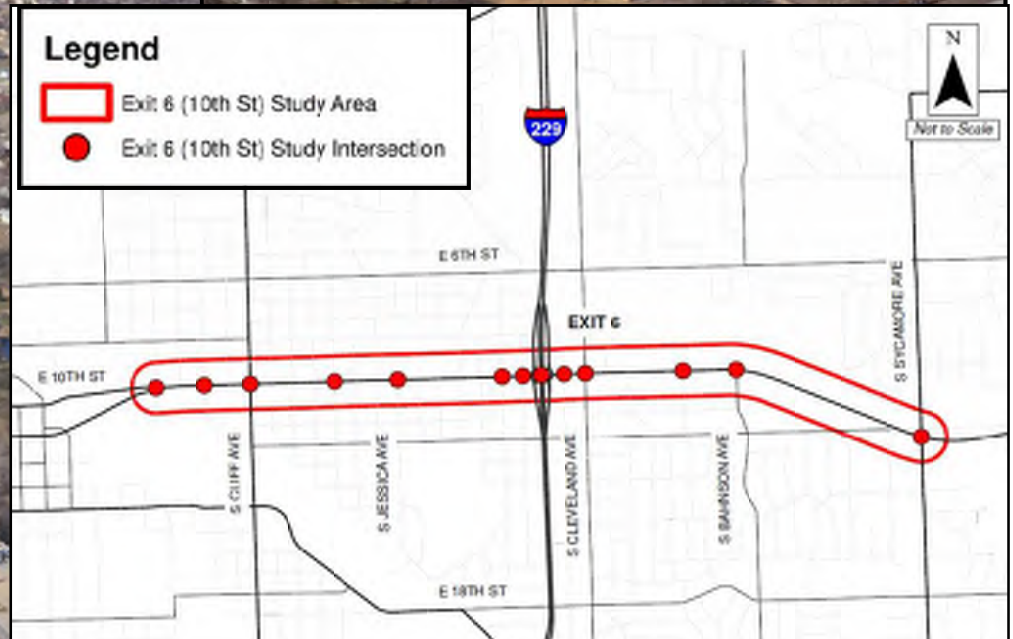 Legend
Exit 6 (10th St) Study Area
Exit 6 (10th St) Study Intersection
229
N
Not to Scale
E 6TH ST
EXIT 6
S SYCAMORE AVE
E 10TH ST
S CLIFF AVE
S JESSICA AVE
S CLEVELAND AVE
S BAHNSON AVE
E 18TH ST